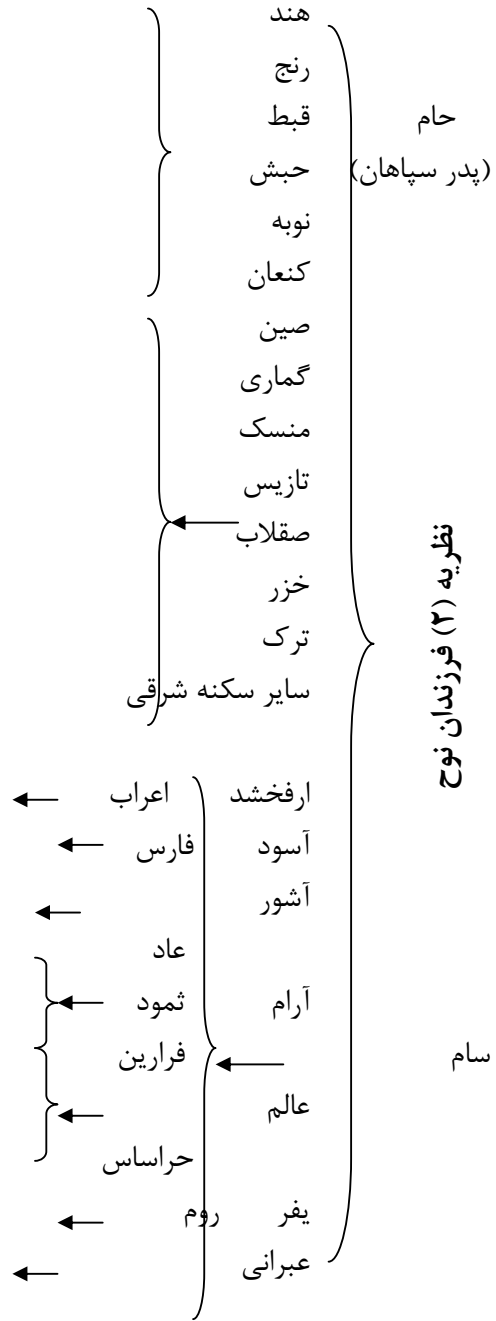 هند
رنج
حام قبط
(پدر سپاهان) حبش
نوبه
کنعان
صین
گماری
منسک
تازیس
صقلاب
خزر
ترک
سایر سکنه شرقی
نظریه (۲) فرزندان نوح
ارفخشد اعراب
آسود فارس
آشور
عاد
آرام ثمود
سام فرارین
عالم
حراساس
یفر روم
عبرانی